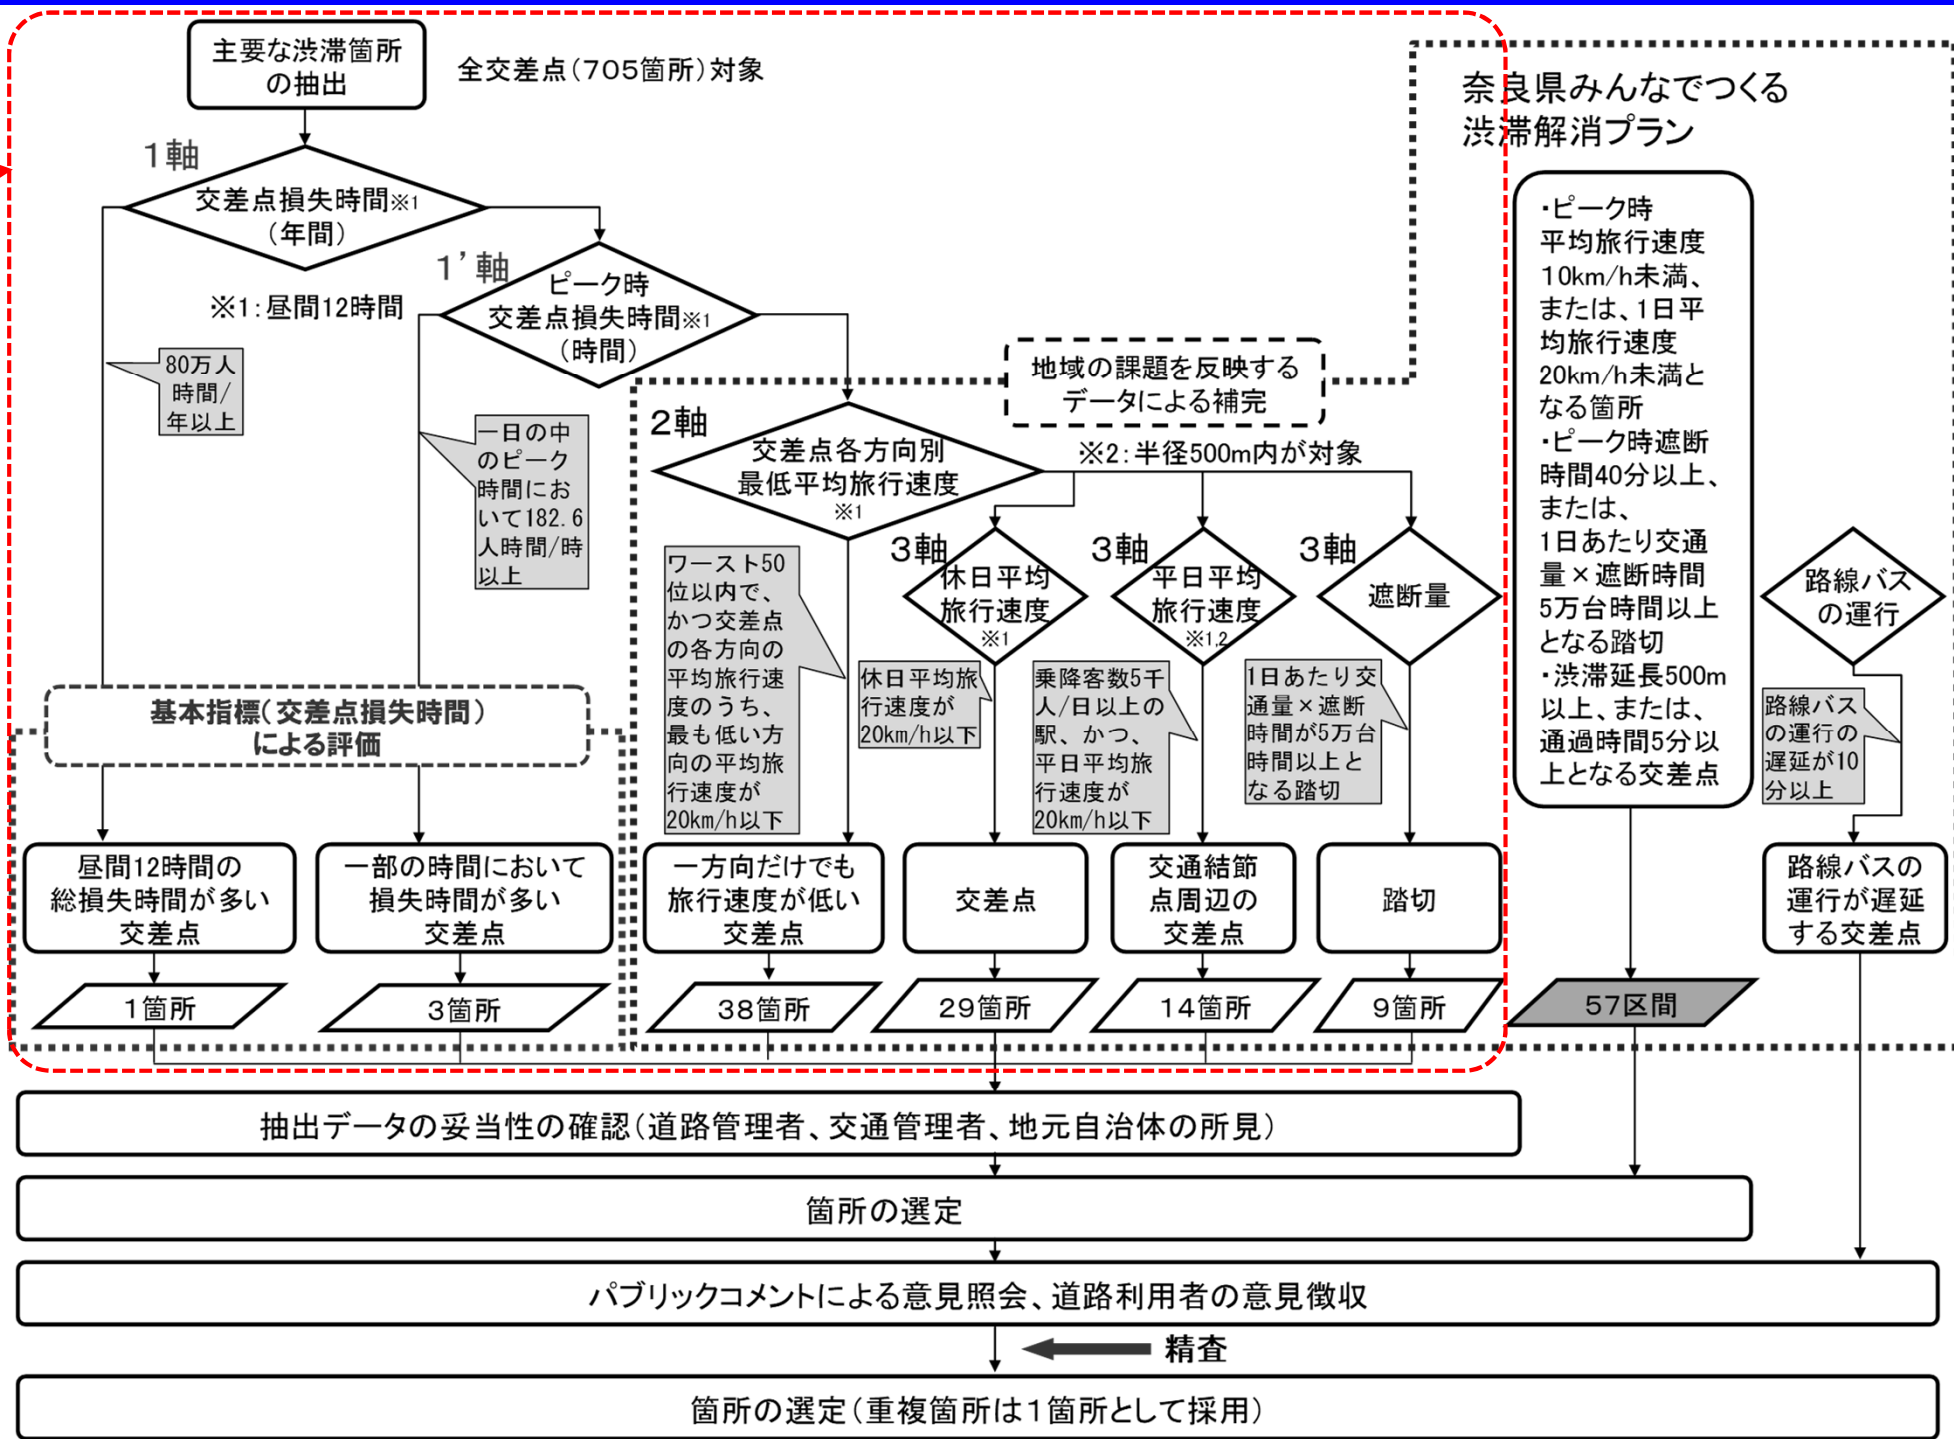 主要な渋滞箇所
の抽出
全交差点(705箇所)対象
奈良県みんなでつくる
渋滞解消プラン
1軸
交差点損失時間※1
(年間)
1’軸
ピーク時
交差点損失時間※1
(時間)
※1:昼間12時間
80万人
時間/
年以上
一日の中
のピーク
時間にお
いて182.6
人時間/時
以上
地域の課題を反映する
データによる補完
2軸
交差点各方向別
最低平均旅行速度
※1
※2:半径500m内が対象
3軸
休日平均
旅行速度
※1
3軸
平日平均
旅行速度
※1,2
3軸
遮断量
・ピーク時
平均旅行速度
10km/h未満、
または、1日平
均旅行速度
20km/h未満と
なる箇所
・ピーク時遮断
時間40分以上、
または、
1日あたり交通
量×遮断時間
5万台時間以上
となる踏切
・渋滞延長500m
以上、または、
通過時間5分以
上となる交差点
路線バス
の運行
ワースト50
位以内で、
かつ交差点
の各方向の
平均旅行速
度のうち、
最も低い方
向の平均旅
行速度が
20km/h以下
休日平均旅
行速度が
20km/h以下
乗降客数5千
人/日以上の
駅、かつ、
平日平均旅
行速度が
20km/h以下
1日あたり交
通量×遮断
時間が5万台
時間以上と
なる踏切
路線バス
の運行の
遅延が10
分以上
基本指標(交差点損失時間)
による評価
昼間12時間の
総損失時間が多い
交差点
一部の時間において
損失時間が多い
交差点
一方向だけでも
旅行速度が低い
交差点
交差点
交通結節
点周辺の
交差点
踏切
路線バスの
運行が遅延
する交差点
1箇所
3箇所
38箇所
29箇所
14箇所
9箇所
57区間
抽出データの妥当性の確認(道路管理者、交通管理者、地元自治体の所見)
箇所の選定
パブリックコメントによる意見照会、道路利用者の意見徴収
精査
箇所の選定(重複箇所は1箇所として採用)